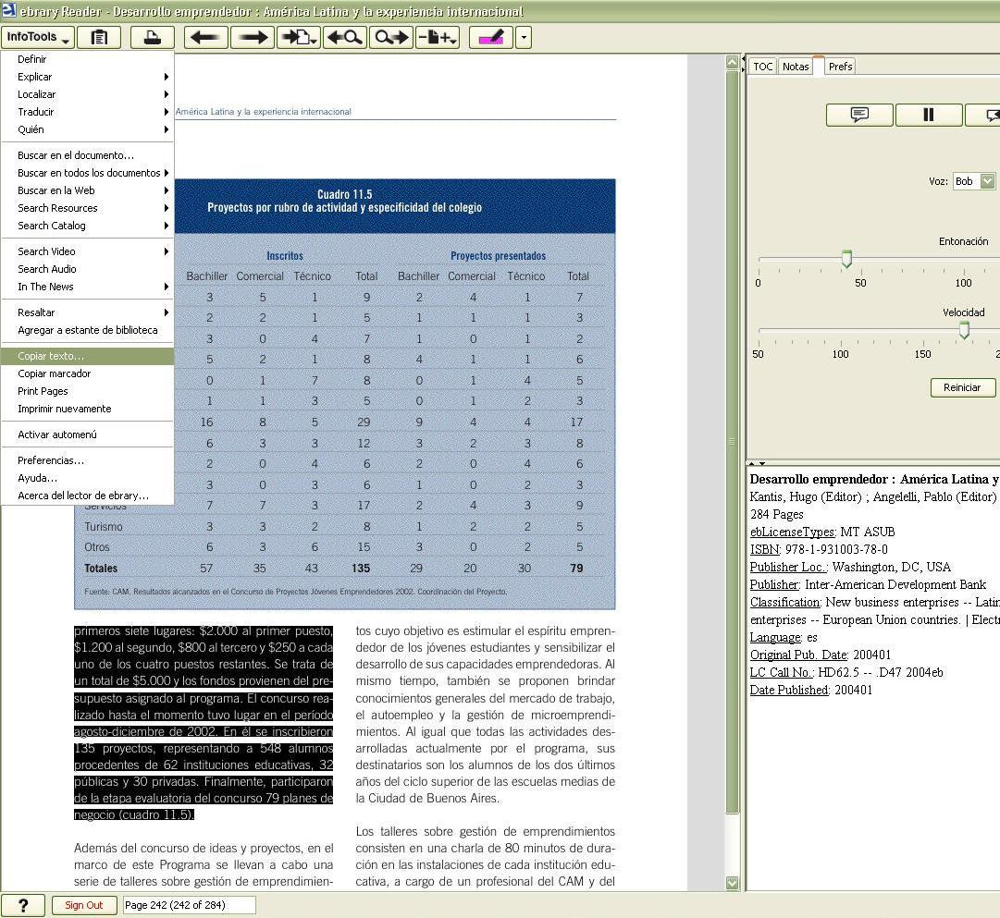 ebrary Reader - Desarrollo emprendedor : América Latina y la experiencia internacional
InfoTools
Definir
Explicar
Localizar
Traducir
Quién
Buscar en el documento...
Buscar en todos los documentos
Buscar en la Web
Search Resources
Search Catalog
Search Video
Search Audio
In The News
Resaltar
Agregar a estante de biblioteca
Copiar texto...
Copiar marcador
Print Pages
Imprimir nuevamente
Activar automenú
Preferencias...
Ayuda...
Acerca del lector de ebrary...
América Latina y la experiencia internacional
Cuadro 11.5
Proyectos por rubro de actividad y especificidad del colegio
Inscritos Proyectos presentados
Bachiller Comercial Técnico Total Bachiller Comercial Técnico Total
3 5 1 9 2 4 1 7
2 2 1 5 1 1 1 3
3 0 4 7 1 0 1 2
5 2 1 8 4 1 1 6
0 1 7 8 0 1 4 5
1 1 3 5 0 1 2 3
16 8 5 29 9 4 4 17
6 3 3 12 3 2 3 8
2 0 4 6 2 0 4 6
3 0 3 6 1 0 2 3
Servicios 7 7 3 17 2 4 3 9
Turismo 3 3 2 8 1 2 2 5
Otros 6 3 6 15 3 0 2 5
Totales 57 35 43 135 29 20 30 79
Fuente: CAM. Resultados alcanzados en el Concurso de Proyectos Jóvenes Emprendedores 2002. Coordinación del Proyecto.
primeros siete lugares: $2.000 al primer puesto,
$1.200 al segundo, $800 al tercero y $250 a cada
uno de los cuatro puestos restantes. Se trata de
un total de $5.000 y los fondos provienen del pre-
supuesto asignado al programa. El concurso rea-
lizado hasta el momento tuvo lugar en el período
agosto-diciembre de 2002. En él se inscribieron
135 proyectos, representando a 548 alumnos
procedentes de 62 instituciones educativas, 32
públicas y 30 privadas. Finalmente, participaron
de la etapa evaluatoria del concurso 79 planes de
negocio (cuadro 11.5).
Además del concurso de ideas y proyectos, en el
marco de este Programa se llevan a cabo una
serie de talleres sobre gestión de emprendimien-
tos cuyo objetivo es estimular el espíritu empren-
dedor de los jóvenes estudiantes y sensibilizar el
desarrollo de sus capacidades emprendedoras. Al
mismo tiempo, también se proponen brindar
conocimientos generales del mercado de trabajo,
el autoempleo y la gestión de microemprendi-
mientos. Al igual que todas las actividades des-
arrolladas actualmente por el programa, sus
destinatarios son los alumnos de los dos últimos
años del ciclo superior de las escuelas medias de
la Ciudad de Buenos Aires.
Los talleres sobre gestión de emprendimientos
consisten en una charla de 80 minutos de dura-
ción en las instalaciones de cada institución edu-
cativa, a cargo de un profesional del CAM y del
TOC Notas Prefs
Voz: Bob
Entonación
0 50 100
Velocidad
50 100 150 2
Reiniciar
Desarrollo emprendedor : América Latina y
Kantis, Hugo (Editor) ; Angelelli, Pablo (Editor)
284 Pages
ebLicenseTypes: MT ASUB
ISBN: 978-1-931003-78-0
Publisher Loc.: Washington, DC, USA
Publisher: Inter-American Development Bank
Classification: New business enterprises -- Latin
enterprises -- European Union countries. | Elect
Language: es
Original Pub. Date: 200401
LC Call No.: HD62.5 -- .D47 2004eb
Date Published: 200401
? Sign Out Page 242 (242 of 284)